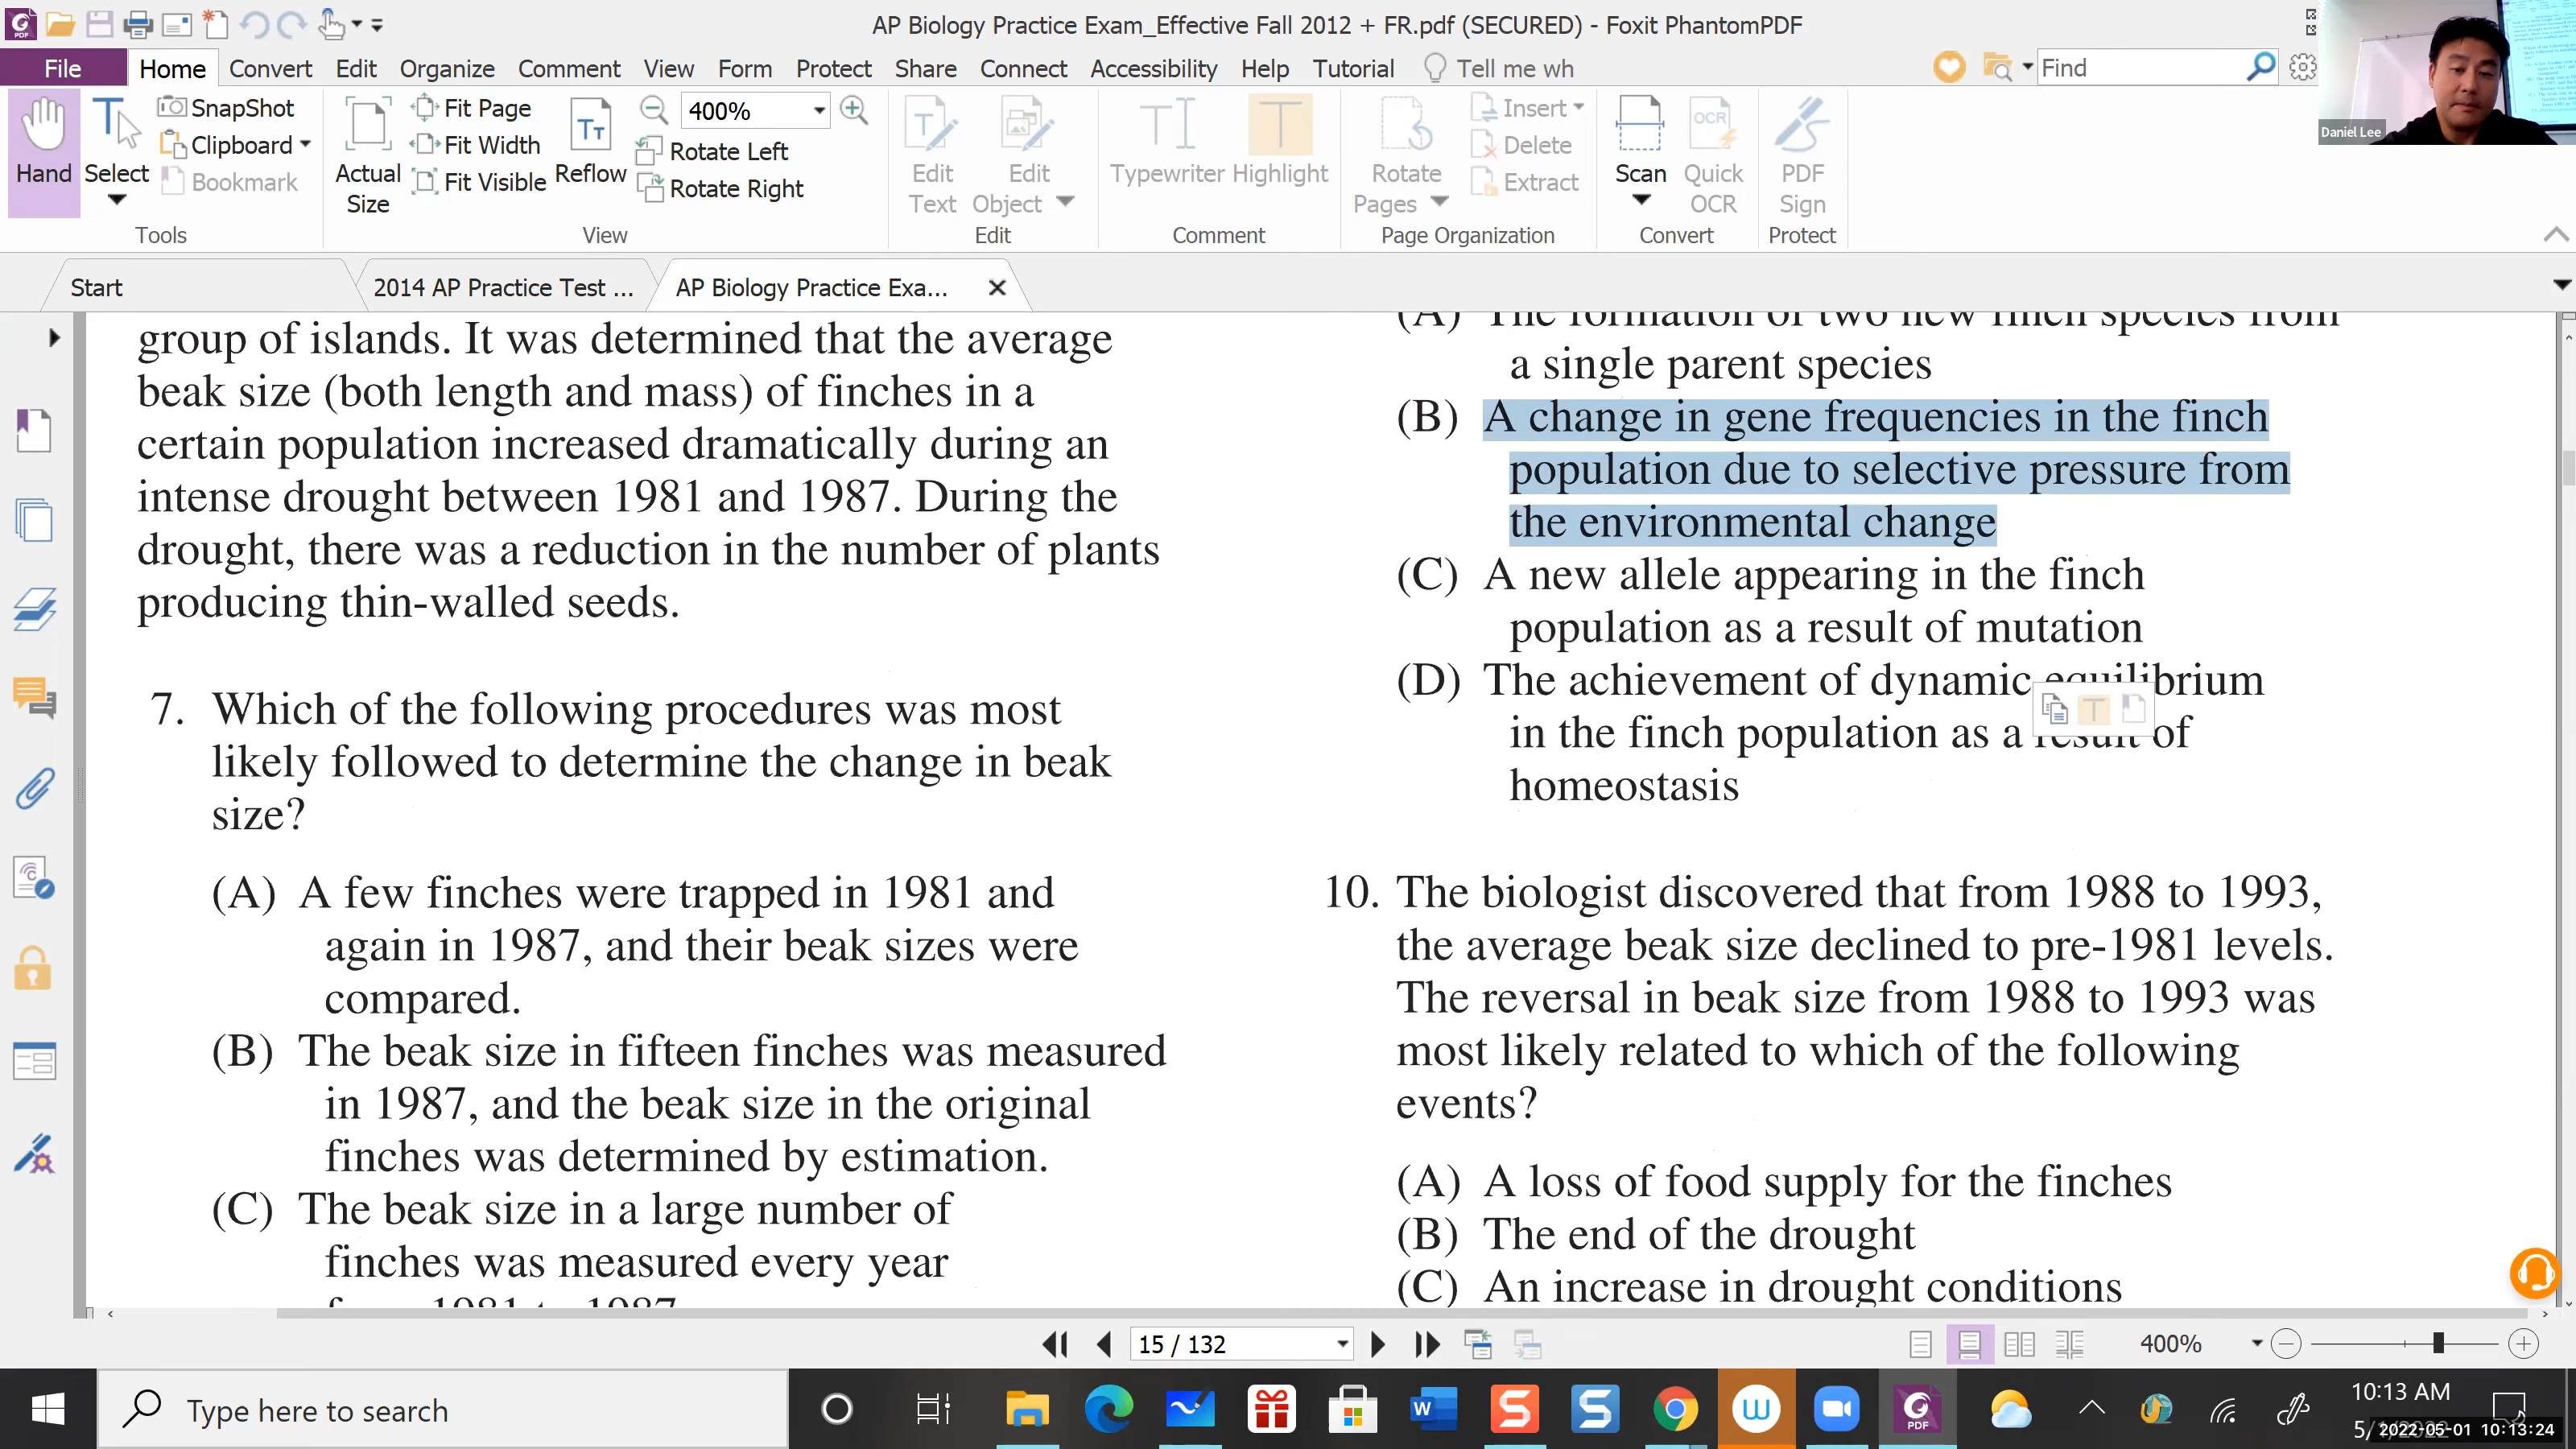 AP Biology Practice Exam_Effective Fall 2012 + FR.pdf (SECURED) - Foxit PhantomPDF
File Home Convert Edit Organize Comment View Form Protect Share Connect Accessibility Help Tutorial Tell me wh Find
Daniel Lee
Hand
Select
SnapShot
Clipboard
Bookmark
Tools
Actual
Size
Fit Page
Fit Width
Fit Visible
Reflow
400%
Rotate Left
Rotate Right
View
Edit
Text
Edit
Object
Edit
Typewriter
Highlight
Comment
Rotate
Pages
Insert
Delete
Extract
Page Organization
Scan
OCR
Quick
OCR
Convert
PDF
Sign
Protect
Start
2014 AP Practice Test ...
AP Biology Practice Exa...
group of islands. It was determined that the average
beak size (both length and mass) of finches in a
certain population increased dramatically during an
intense drought between 1981 and 1987. During the
drought, there was a reduction in the number of plants
producing thin-walled seeds.
7. Which of the following procedures was most
likely followed to determine the change in beak
size?
(A) A few finches were trapped in 1981 and
again in 1987, and their beak sizes were
compared.
(B) The beak size in fifteen finches was measured
in 1987, and the beak size in the original
finches was determined by estimation.
(C) The beak size in a large number of
finches was measured every year
from 1981 to 1987
(A) The formation of two new finch species from
a single parent species
(B) A change in gene frequencies in the finch
population due to selective pressure from
the environmental change
(C) A new allele appearing in the finch
population as a result of mutation
(D) The achievement of dynamic equilibrium
in the finch population as a result of
homeostasis
10. The biologist discovered that from 1988 to 1993,
the average beak size declined to pre-1981 levels.
The reversal in beak size from 1988 to 1993 was
most likely related to which of the following
events?
(A) A loss of food supply for the finches
(B) The end of the drought
(C) An increase in drought conditions
15 / 132
400%
Type here to search
10:13 AM
2022-05-01 10:13:24